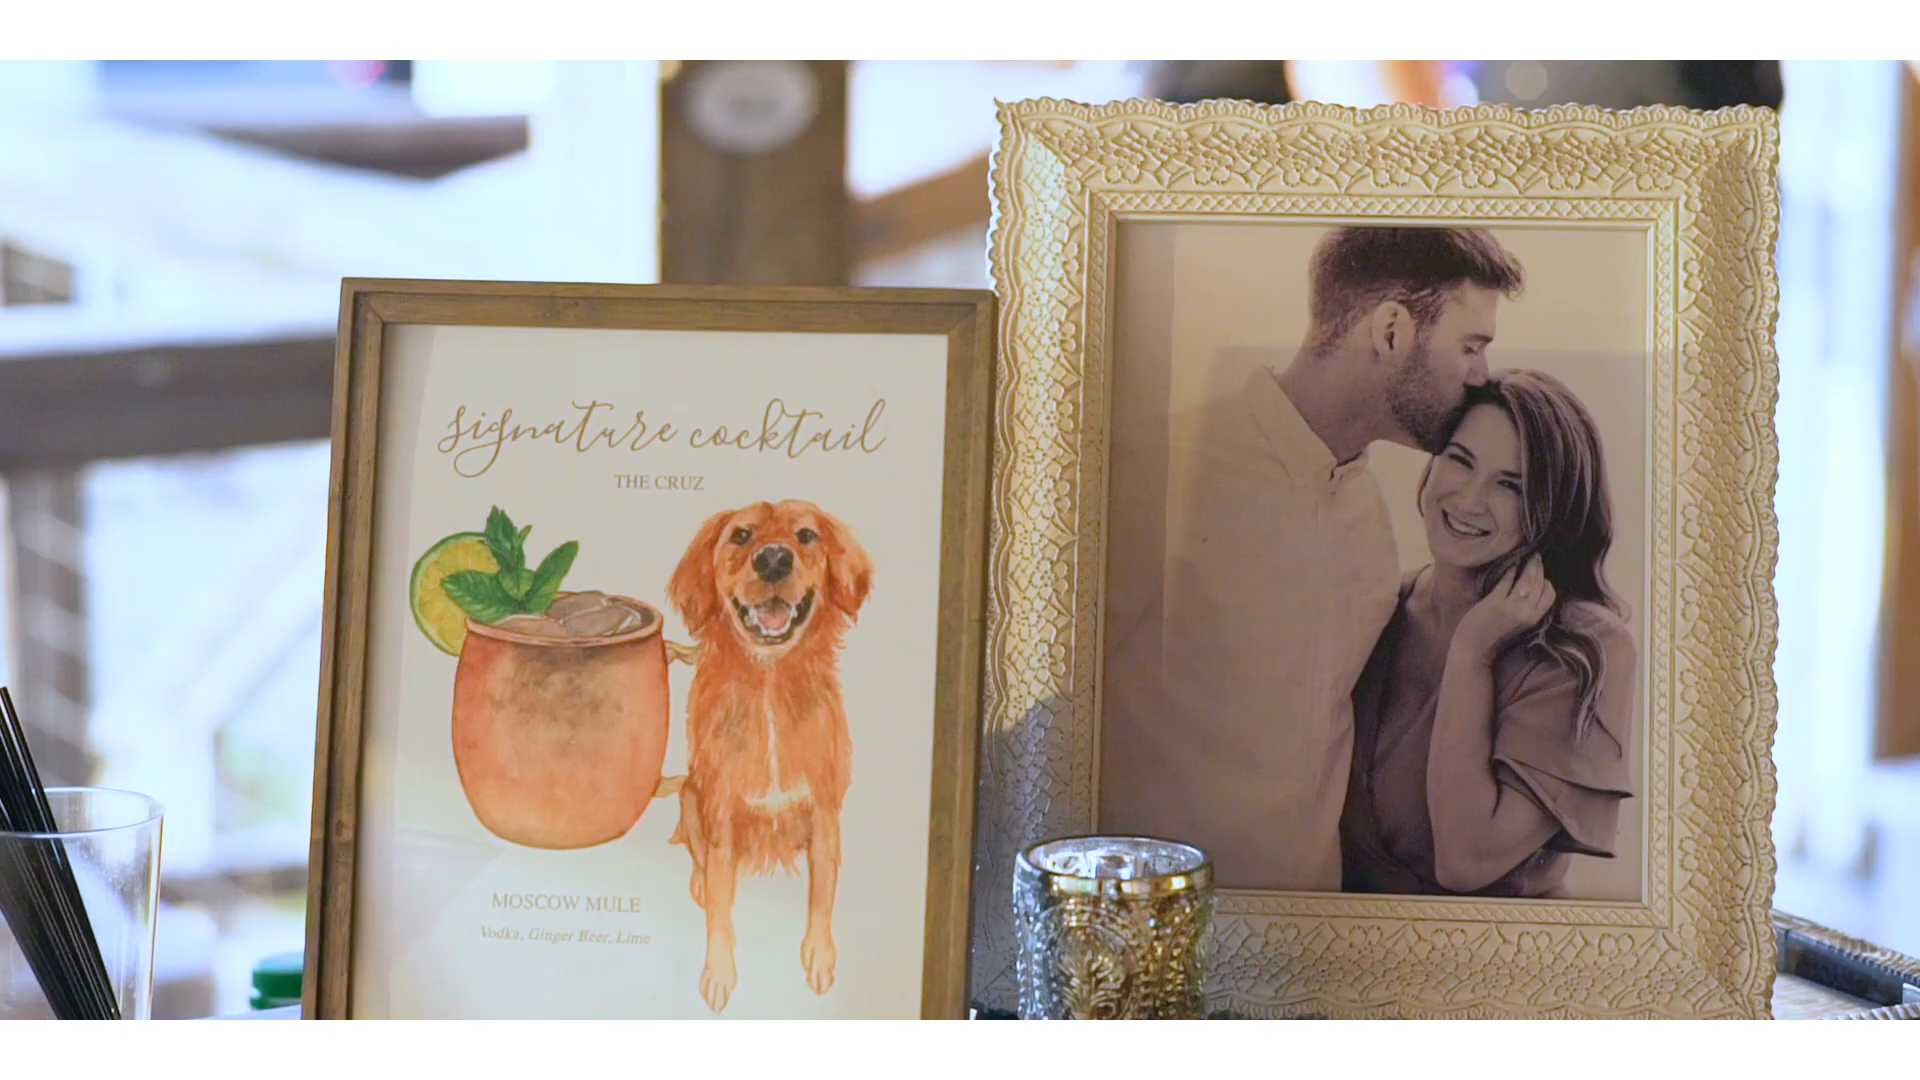 signature cocktail
THE CRUZ
MOSCOW MULE
Vodka, Ginger Beer, Lime